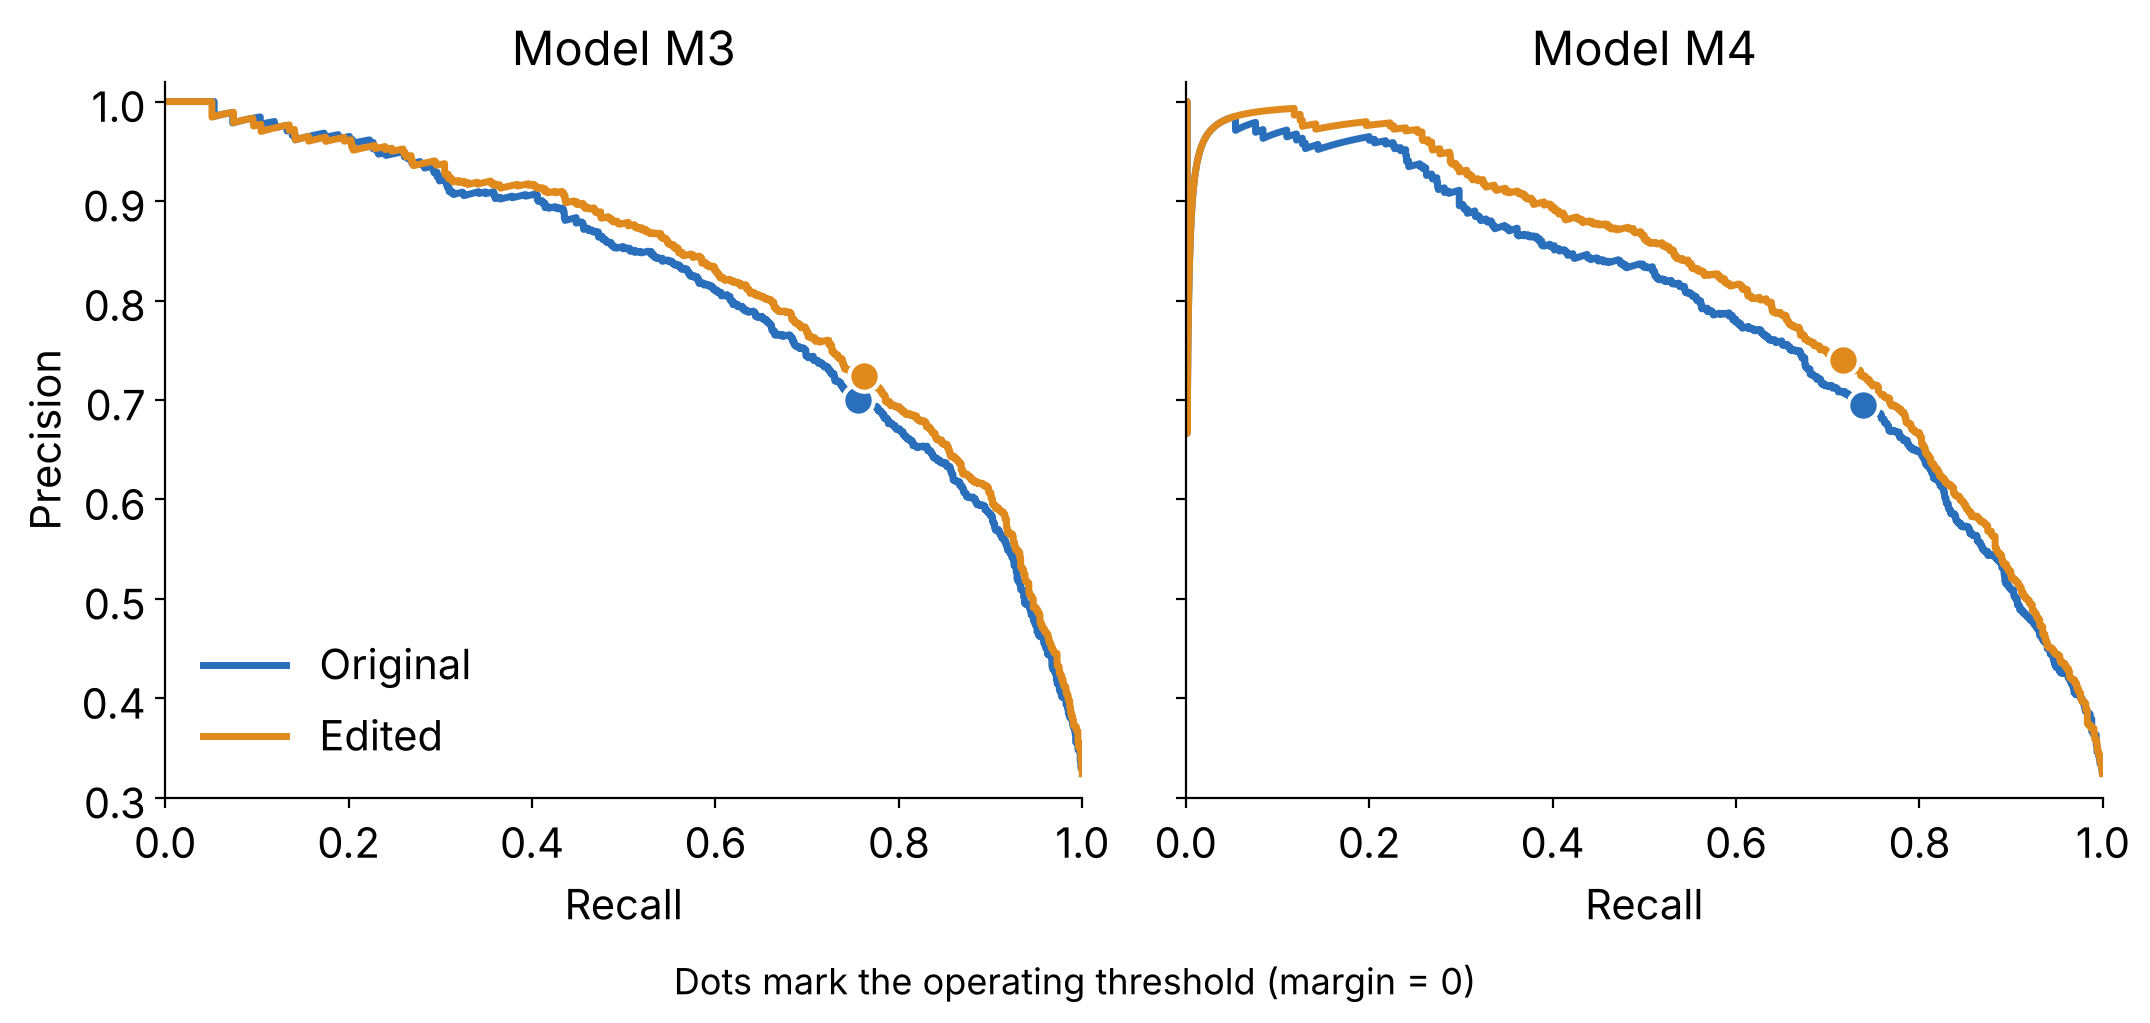 Model M3
Model M4
Precision
1.0
0.9
0.8
0.7
0.6
0.5
0.4
0.3
Original
Edited
0.0 0.2 0.4 0.6 0.8 1.0
0.0 0.2 0.4 0.6 0.8 1.0
Recall
Recall
Dots mark the operating threshold (margin = 0)